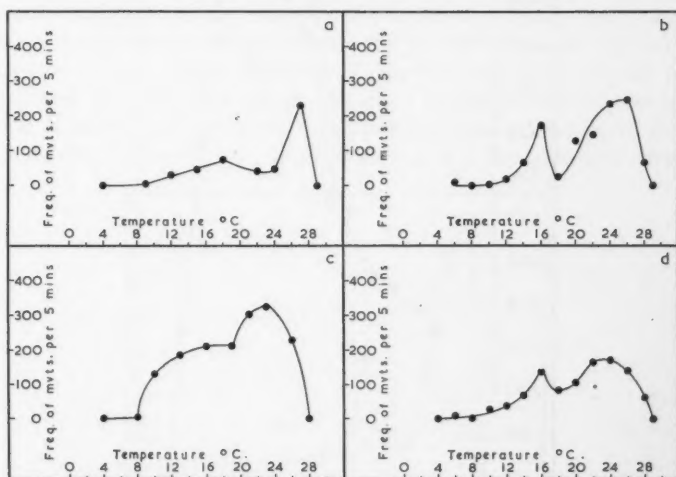 a
400
300
200
100
0
Freq. of mvts. per 5 mins
Temperature °C
0 4 8 12 16 20 24 28
b
400
300
200
100
0
Freq. of mvts. per 5 mins
Temperature °C
0 4 8 12 16 20 24 28
c
400
300
200
100
0
Freq. of mvts. per 5 mins
Temperature °C.
0 4 8 12 16 20 24 28
d
400
300
200
100
0
Freq. of mvts. per 5 mins
Temperature °C.
0 4 8 12 16 20 24 28